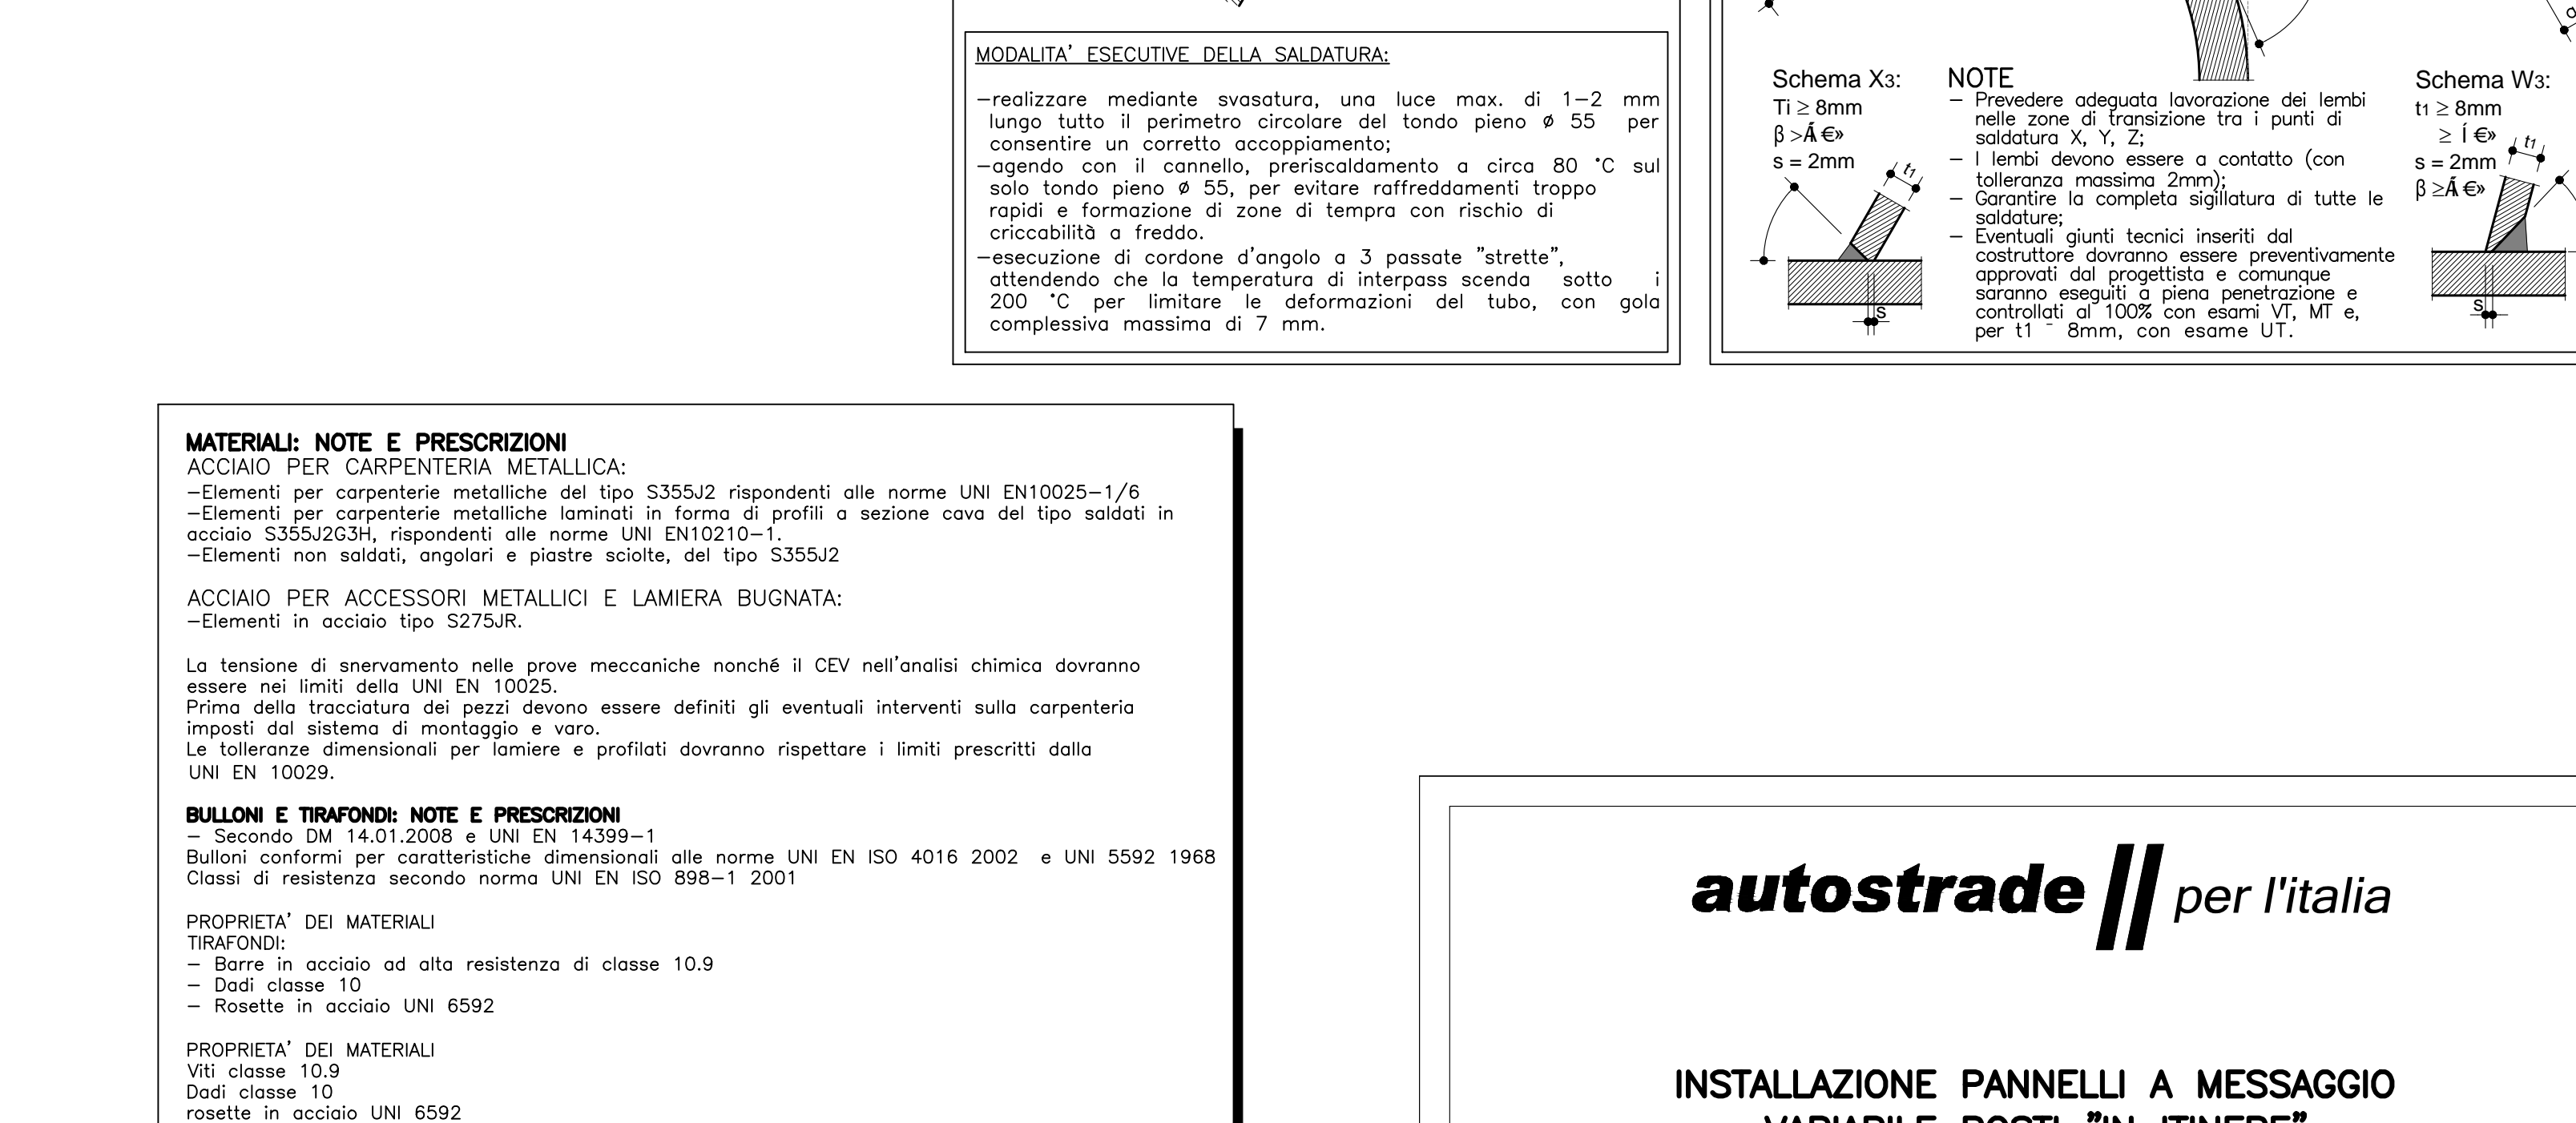 MODALITA' ESECUTIVE DELLA SALDATURA:
-realizzare mediante svasatura, una luce max. di 1-2 mm
lungo tutto il perimetro circolare del tondo pieno ø 55 per
consentire un corretto accoppiamento;
-agendo con il cannello, preriscaldamento a circa 80 °C sul
solo tondo pieno ø 55, per evitare raffreddamenti troppo
rapidi e formazione di zone di tempra con rischio di
criccabilità a freddo.
-esecuzione di cordone d'angolo a 3 passate "strette",
attendendo che la temperatura di interpass scenda sotto i
200 °C per limitare le deformazioni del tubo, con gola
complessiva massima di 7 mm.
Schema X3:
Ti ≥ 8mm
β >Á €»
s = 2mm
t1
s
NOTE
- Prevedere adeguata lavorazione dei lembi
nelle zone di transizione tra i punti di
saldatura X, Y, Z;
- I lembi devono essere a contatto (con
tolleranza massima 2mm);
- Garantire la completa sigillatura di tutte le
saldature;
- Eventuali giunti tecnici inseriti dal
costruttore dovranno essere preventivamente
approvati dal progettista e comunque
saranno eseguiti a piena penetrazione e
controllati al 100% con esami VT, MT e,
per t1 ¯ 8mm, con esame UT.
Schema W3:
t1 ≥ 8mm
≥ Í €»
s = 2mm
β ≥Á €»
t1
s
MATERIALI: NOTE E PRESCRIZIONI
ACCIAIO PER CARPENTERIA METALLICA:
-Elementi per carpenterie metalliche del tipo S355J2 rispondenti alle norme UNI EN10025-1/6
-Elementi per carpenterie metalliche laminati in forma di profili a sezione cava del tipo saldati in
acciaio S355J2G3H, rispondenti alle norme UNI EN10210-1.
-Elementi non saldati, angolari e piastre sciolte, del tipo S355J2
ACCIAIO PER ACCESSORI METALLICI E LAMIERA BUGNATA:
-Elementi in acciaio tipo S275JR.
La tensione di snervamento nelle prove meccaniche nonché il CEV nell'analisi chimica dovranno
essere nei limiti della UNI EN 10025.
Prima della tracciatura dei pezzi devono essere definiti gli eventuali interventi sulla carpenteria
imposti dal sistema di montaggio e varo.
Le tolleranze dimensionali per lamiere e profilati dovranno rispettare i limiti prescritti dalla
UNI EN 10029.
BULLONI E TIRAFONDI: NOTE E PRESCRIZIONI
- Secondo DM 14.01.2008 e UNI EN 14399-1
Bulloni conformi per caratteristiche dimensionali alle norme UNI EN ISO 4016 2002 e UNI 5592 1968
Classi di resistenza secondo norma UNI EN ISO 898-1 2001
PROPRIETA' DEI MATERIALI
TIRAFONDI:
- Barre in acciaio ad alta resistenza di classe 10.9
- Dadi classe 10
- Rosette in acciaio UNI 6592
PROPRIETA' DEI MATERIALI
Viti classe 10.9
Dadi classe 10
rosette in acciaio UNI 6592
autostrade // per l'italia
INSTALLAZIONE PANNELLI A MESSAGGIO
VARIABILE POSTI "IN ITINERE"